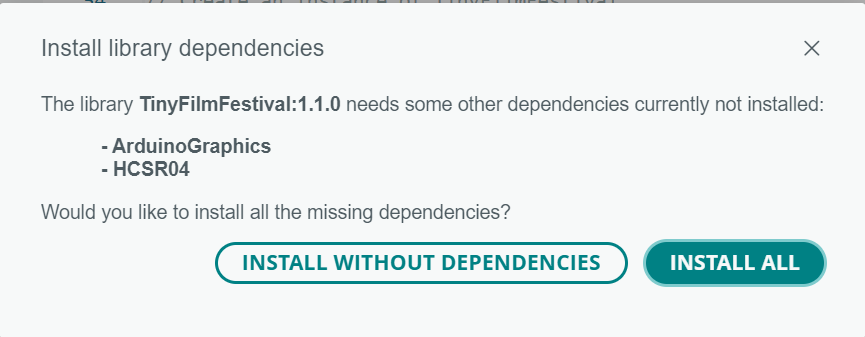 Install library dependencies
The library TinyFilmFestival:1.1.0 needs some other dependencies currently not installed:
- ArduinoGraphics
- HCSR04
Would you like to install all the missing dependencies?
INSTALL WITHOUT DEPENDENCIES
INSTALL ALL